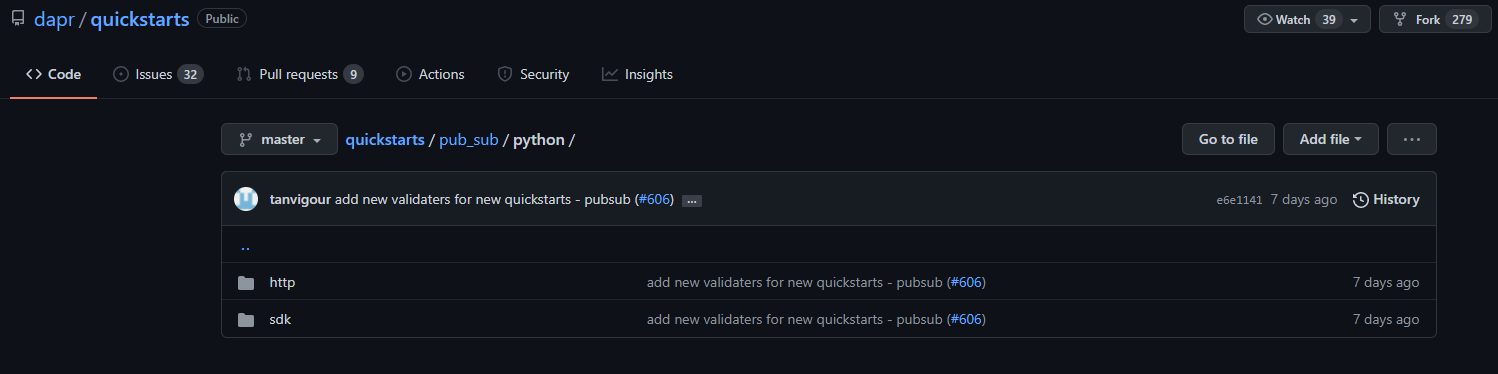 dapr / quickstarts Public Watch 39 Fork 279
Code Issues 32 Pull requests 9 Actions Security Insights
master quickstarts / pub_sub / python / Go to file Add file ...
tanvigour add new validaters for new quickstarts - pubsub (#606) ... e6e1141 7 days ago History
..
http add new validaters for new quickstarts - pubsub (#606) 7 days ago
sdk add new validaters for new quickstarts - pubsub (#606) 7 days ago